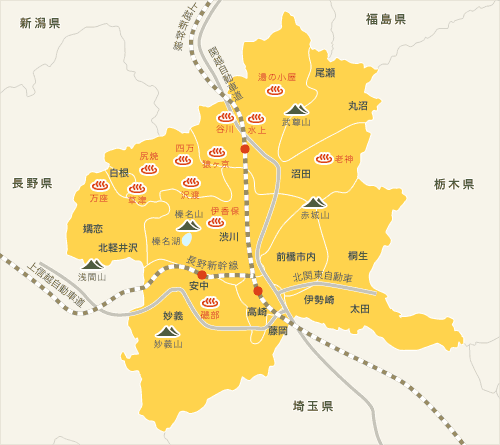 新潟県
上越新幹線
福島県
関越自動車道
湯の小屋
尾瀬
丸沼
武尊山
谷川
水上
四万
尻焼
猿ヶ京
老神
白根
沼田
長野県
万座
草津
沢渡
栃木県
榛名山
伊香保
赤城山
嬬恋
渋川
榛名湖
北軽井沢
前橋市内
桐生
浅間山
長野新幹線
上信越自動車道
北関東自動車
安中
伊勢崎
太田
妙義
磯部
高崎
藤岡
妙義山
埼玉県